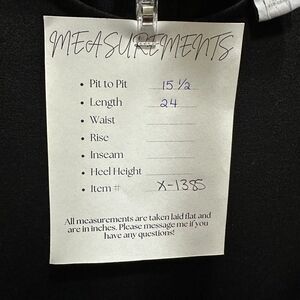 MEASUREMENTS
• Pit to Pit 15 1/2
• Length 24
• Waist
• Rise
• Inseam
• Heel Height
• Item # X-1385
All measurements are taken laid flat and
are in inches. Please message me if you
have any questions!